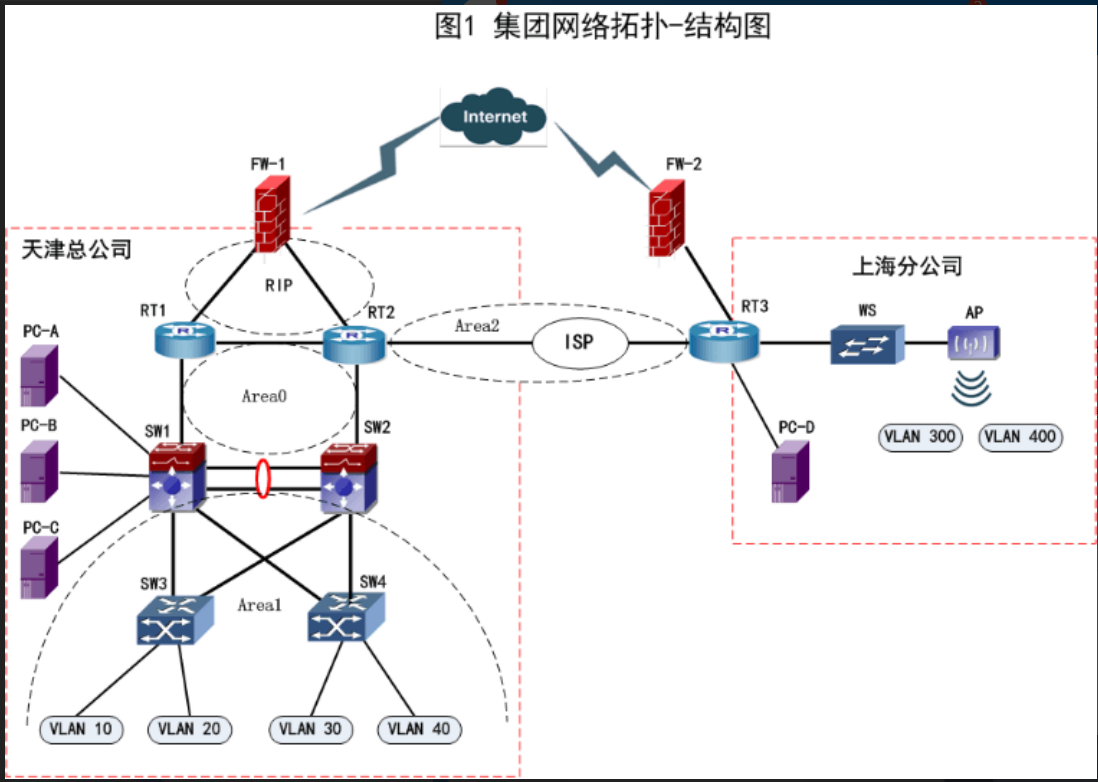 图1 集团网络拓扑-结构图
Internet
FW-1
FW-2
天津总公司
上海分公司
RIP
RT1
RT2
RT3
WS
AP
PC-A
Area2
ISP
R
R
R
Area0
PC-B
SW1
SW2
PC-D
VLAN 300
VLAN 400
PC-C
SW3
SW4
Area1
VLAN 10
VLAN 20
VLAN 30
VLAN 40